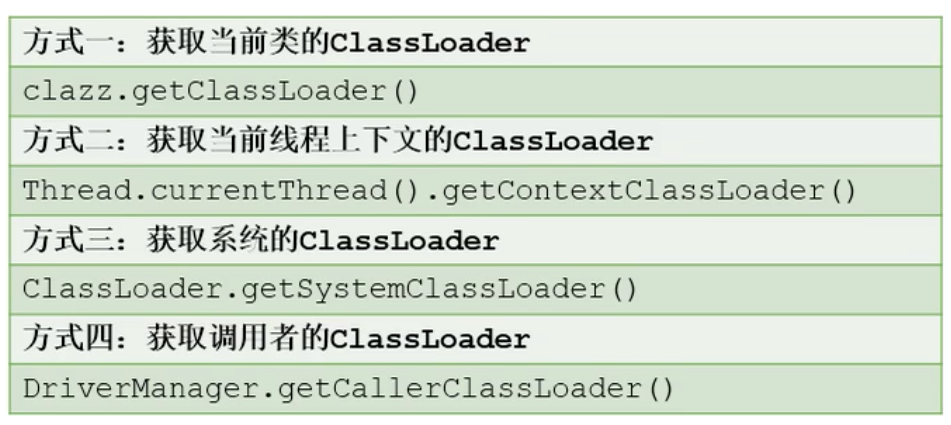 方式一：获取当前类的ClassLoader
clazz.getClassLoader()
方式二：获取当前线程上下文的ClassLoader
Thread.currentThread().getContextClassLoader()
方式三：获取系统的ClassLoader
ClassLoader.getSystemClassLoader()
方式四：获取调用者的ClassLoader
DriverManager.getCallerClassLoader()